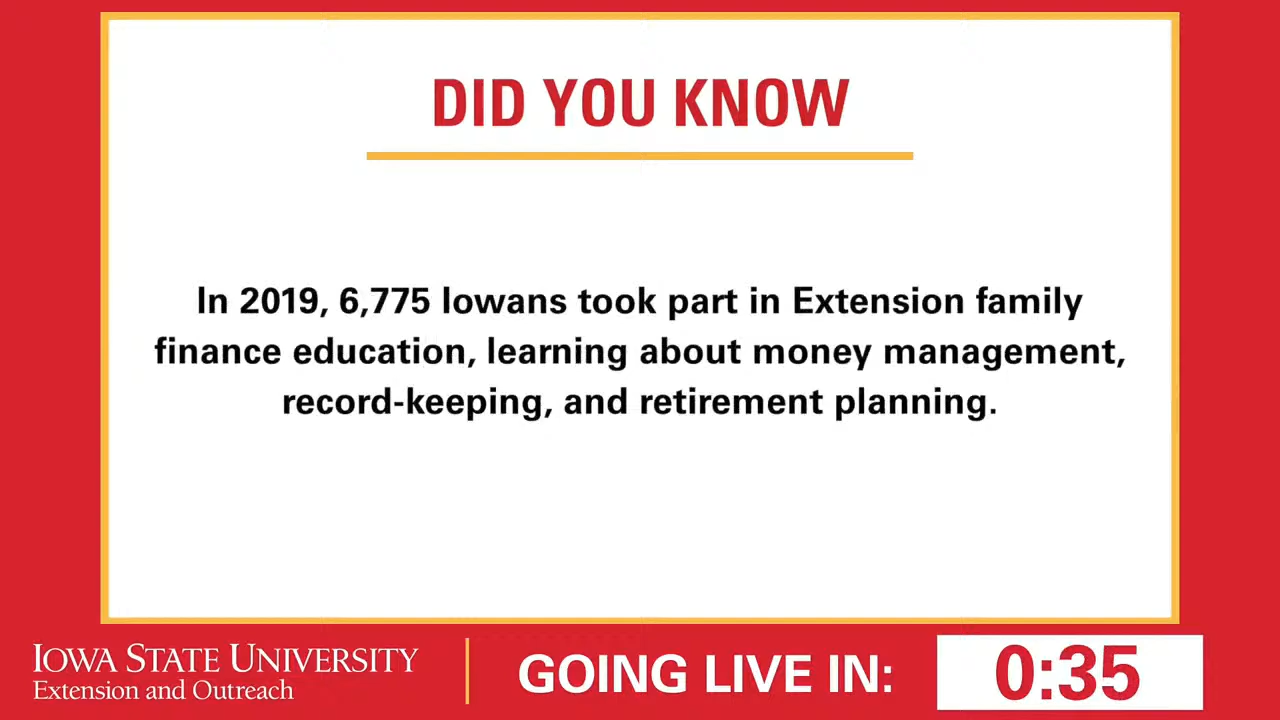 DID YOU KNOW
In 2019, 6,775 Iowans took part in Extension family
finance education, learning about money management,
record-keeping, and retirement planning.
IOWA STATE UNIVERSITY
Extension and Outreach
GOING LIVE IN:
0:35